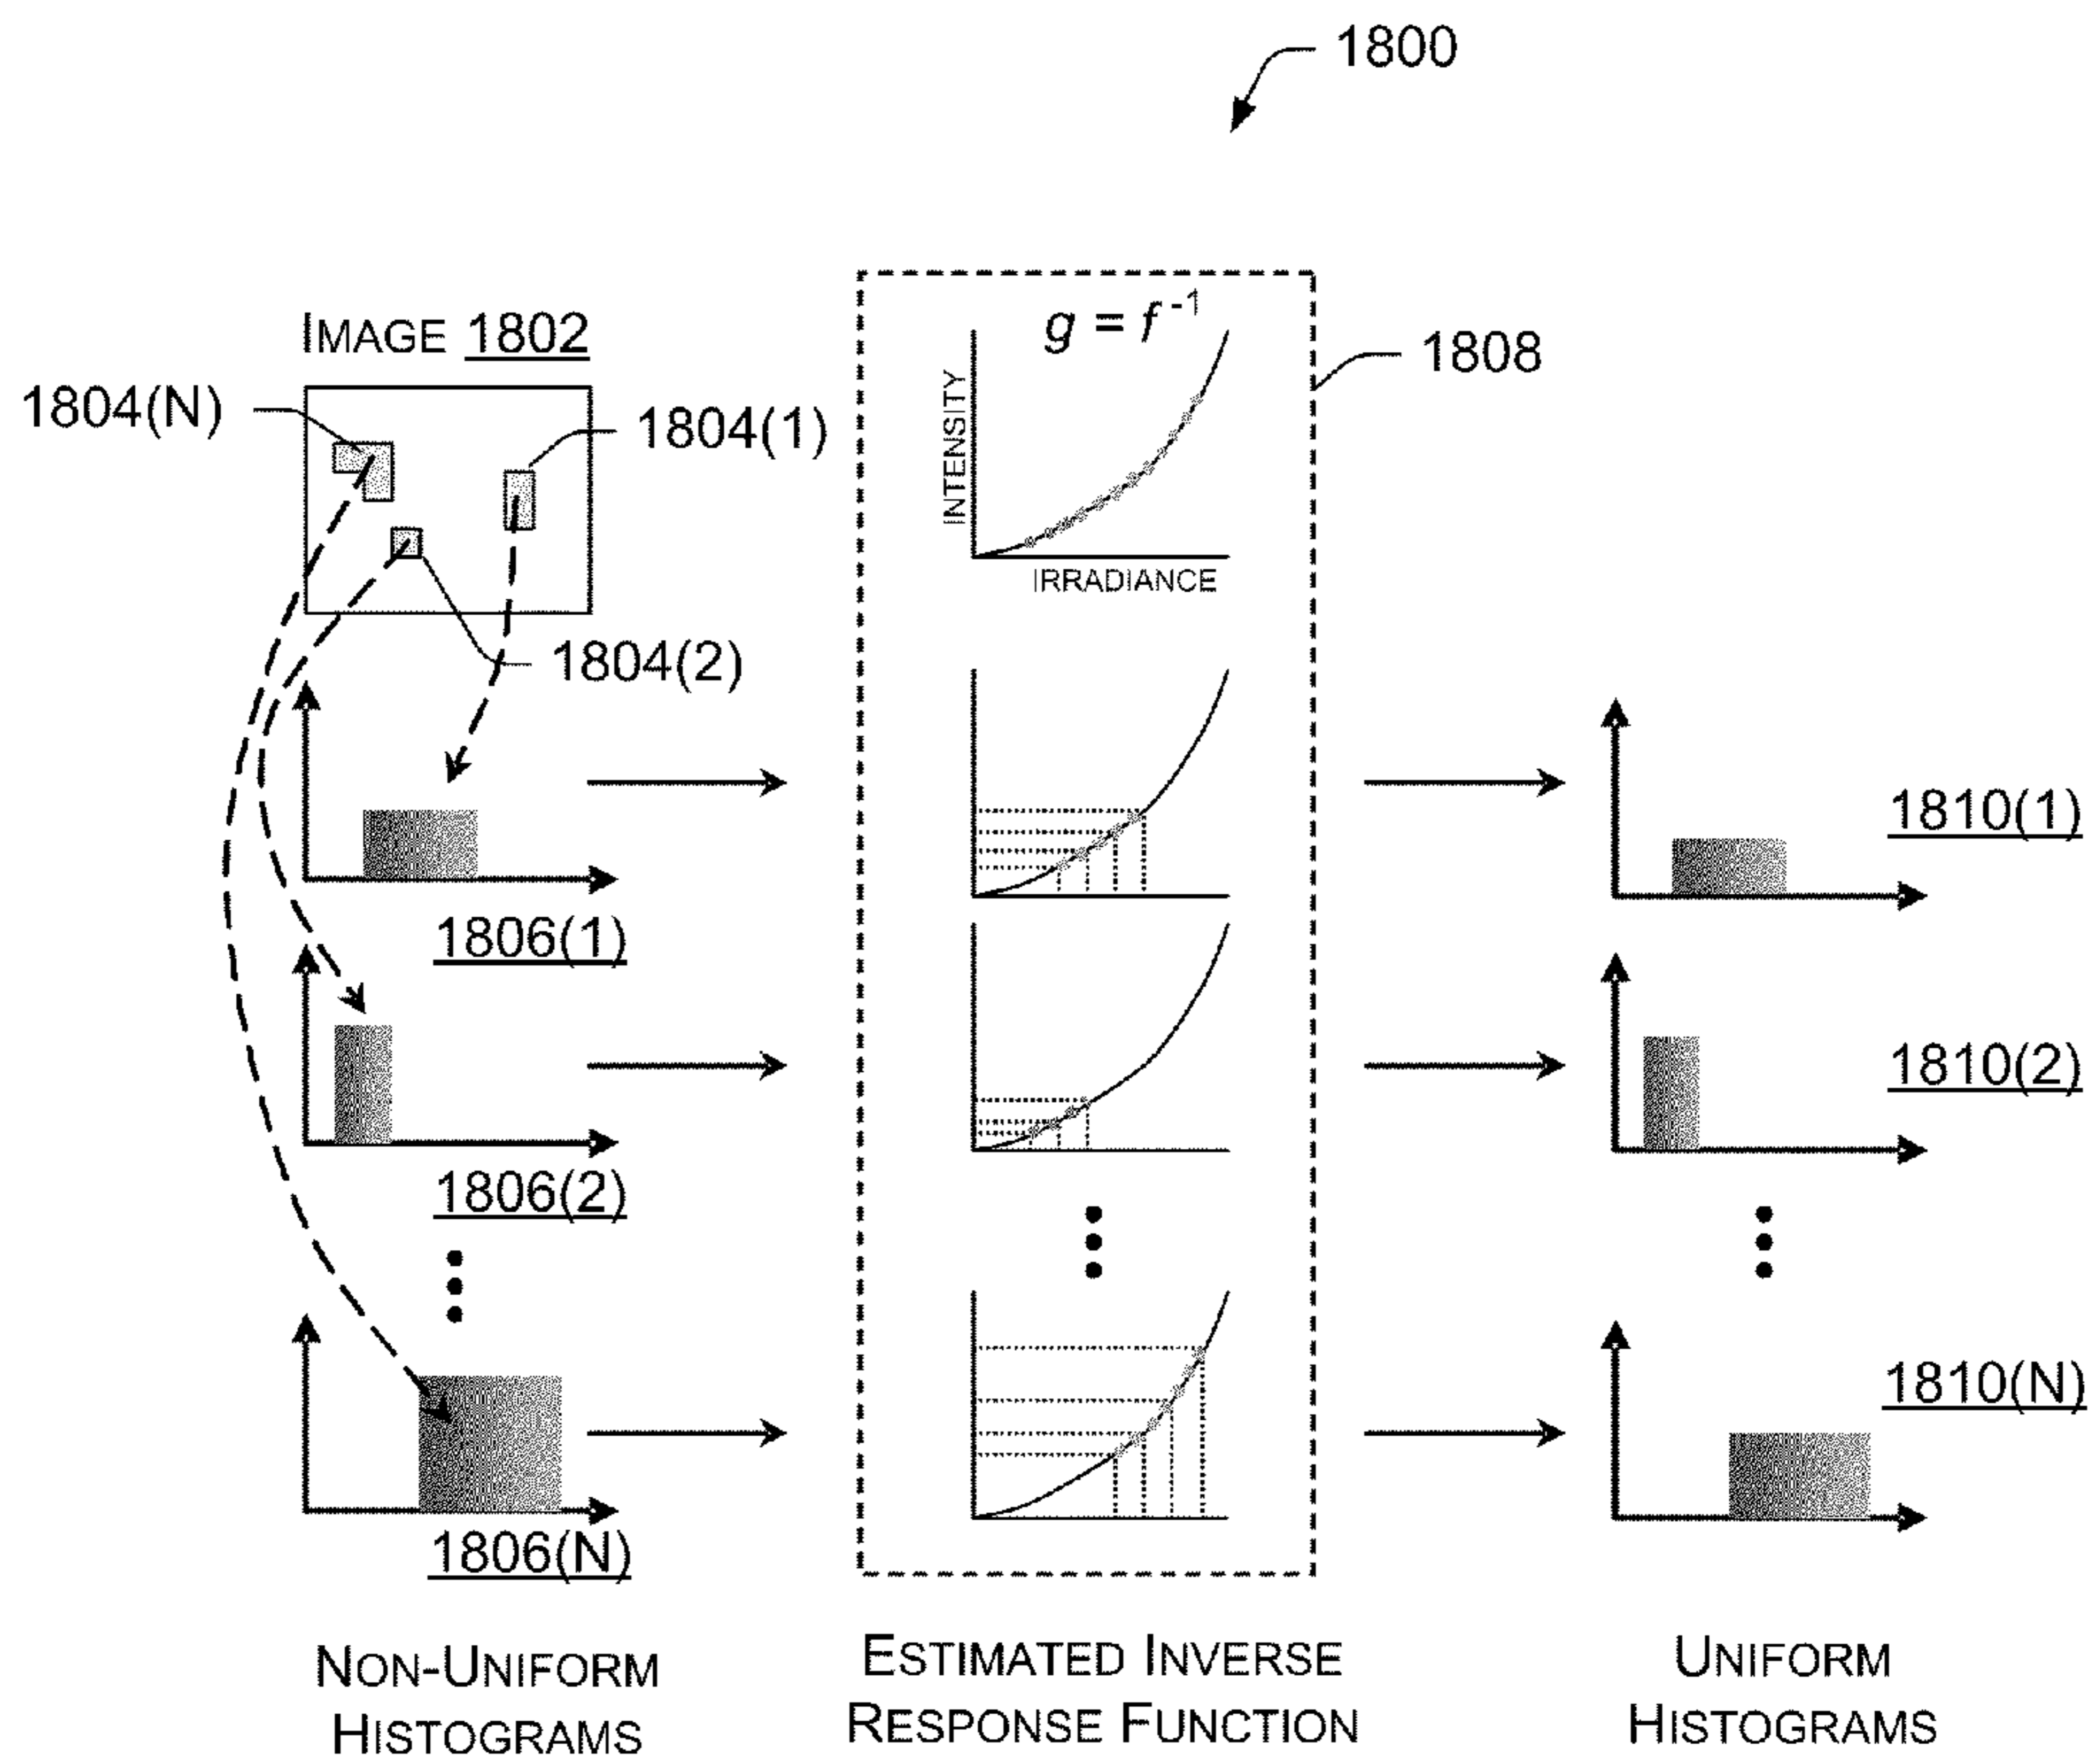 1800
IMAGE 1802
1804(N)
1804(1)
1804(2)
g = f -1
INTENSITY
IRRADIANCE
1808
1806(1)
1806(2)
1806(N)
1810(1)
1810(2)
1810(N)
NON-UNIFORM
HISTOGRAMS
ESTIMATED INVERSE
RESPONSE FUNCTION
UNIFORM
HISTOGRAMS